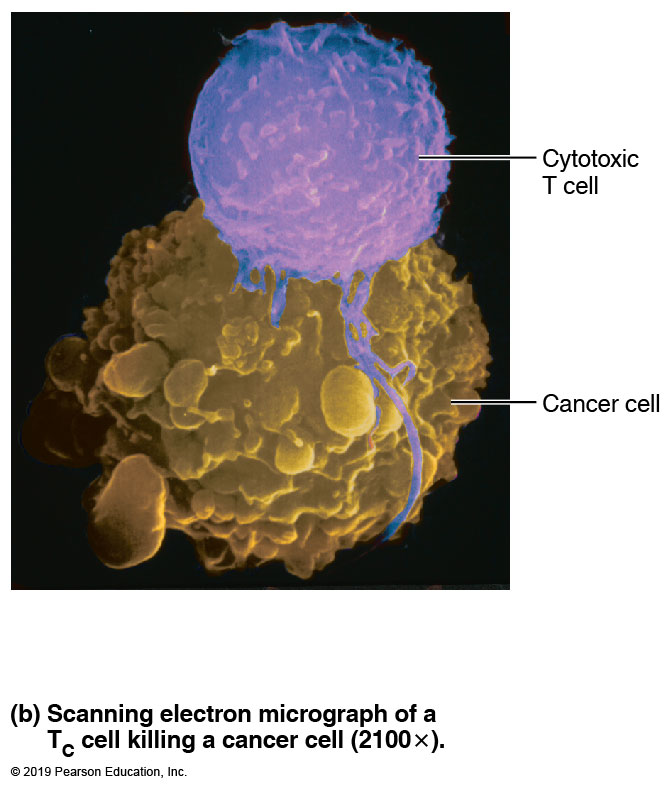 Cytotoxic
T cell
Cancer cell
(b) Scanning electron micrograph of a
TC cell killing a cancer cell (2100×).
© 2019 Pearson Education, Inc.